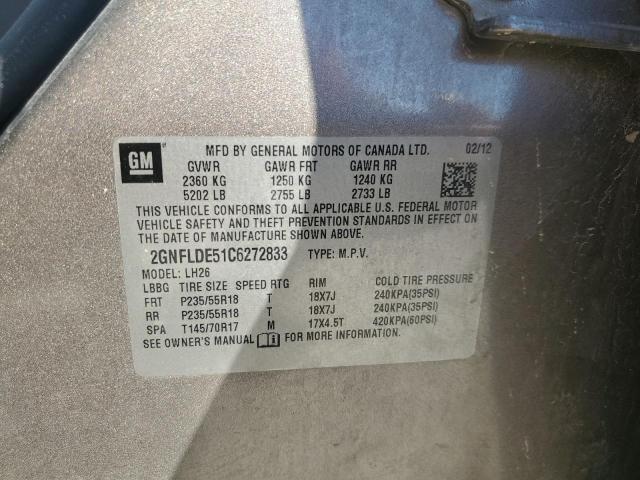 GM
MFD BY GENERAL MOTORS OF CANADA LTD. 02/12
GVWR GAWR FRT GAWR RR
2360 KG 1250 KG 1240 KG
5202 LB 2755 LB 2733 LB
THIS VEHICLE CONFORMS TO ALL APPLICABLE U.S. FEDERAL MOTOR
VEHICLE SAFETY AND THEFT PREVENTION STANDARDS IN EFFECT ON
THE DATE OF MANUFACTURE SHOWN ABOVE.
2GNFLDE51C6272833 TYPE: M.P.V.
MODEL: LH26
LBBG TIRE SIZE SPEED RTG RIM COLD TIRE PRESSURE
FRT P235/55R18 T 18X7J 240KPA(35PSI)
RR P235/55R18 T 18X7J 240KPA(35PSI)
SPA T145/70R17 M 17X4.5T 420KPA(60PSI)
SEE OWNER'S MANUAL FOR MORE INFORMATION.